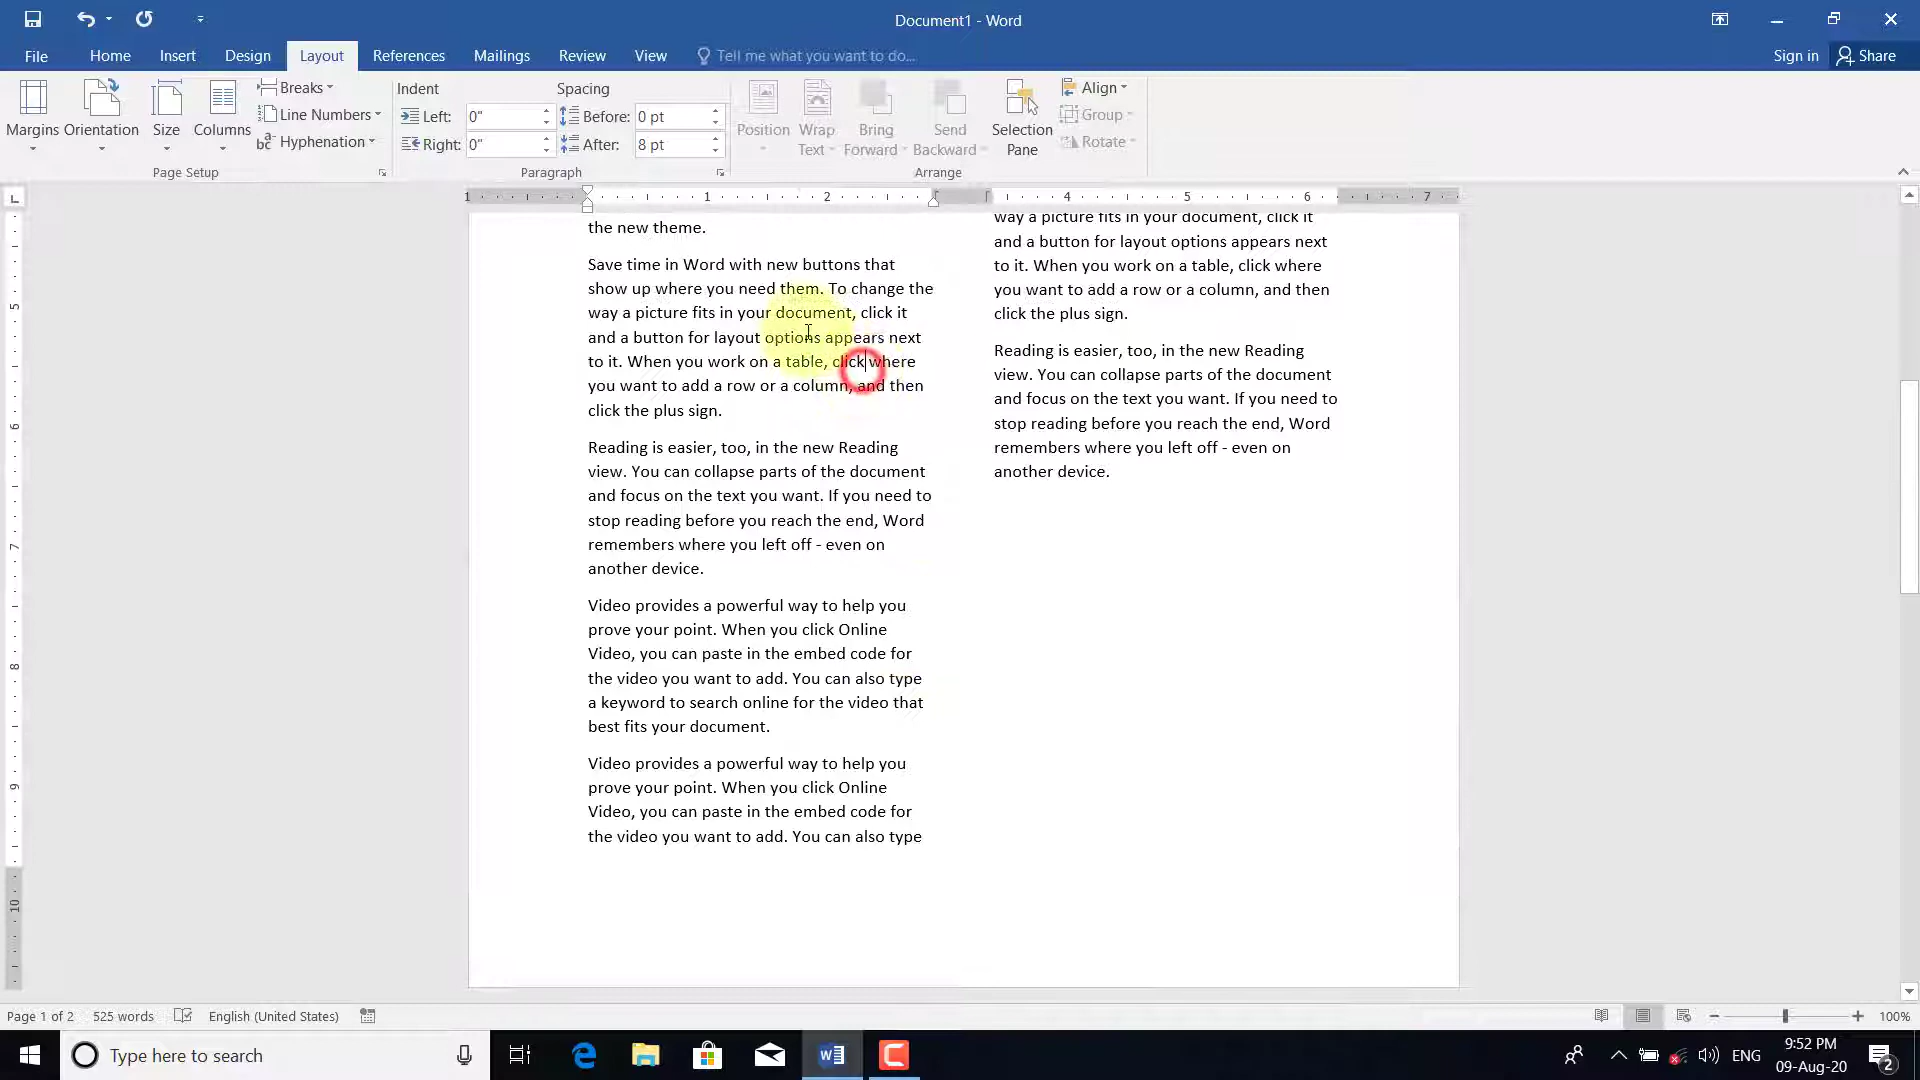 Document1 - Word
File Home Insert Design Layout References Mailings Review View Tell me what you want to do... Sign in Share
Margins
Orientation
Size
Columns
Breaks
Line Numbers
Hyphenation
Page Setup
Indent
Left: 0"
Right: 0"
Spacing
Before: 0 pt
After: 8 pt
Paragraph
Position
Wrap
Text
Bring
Forward
Send
Backward
Selection
Pane
Align
Group
Rotate
Arrange
L
1 1 2 4 5 6 7
5
6
7
8
9
10
the new theme.
Save time in Word with new buttons that
show up where you need them. To change the
way a picture fits in your document, click it
and a button for layout options appears next
to it. When you work on a table, click where
you want to add a row or a column, and then
click the plus sign.
Reading is easier, too, in the new Reading
view. You can collapse parts of the document
and focus on the text you want. If you need to
stop reading before you reach the end, Word
remembers where you left off - even on
another device.
Video provides a powerful way to help you
prove your point. When you click Online
Video, you can paste in the embed code for
the video you want to add. You can also type
a keyword to search online for the video that
best fits your document.
Video provides a powerful way to help you
prove your point. When you click Online
Video, you can paste in the embed code for
the video you want to add. You can also type
way a picture fits in your document, click it
and a button for layout options appears next
to it. When you work on a table, click where
you want to add a row or a column, and then
click the plus sign.
Reading is easier, too, in the new Reading
view. You can collapse parts of the document
and focus on the text you want. If you need to
stop reading before you reach the end, Word
remembers where you left off - even on
another device.
Page 1 of 2 525 words English (United States) 100%
Type here to search
ENG
9:52 PM
09-Aug-20
2